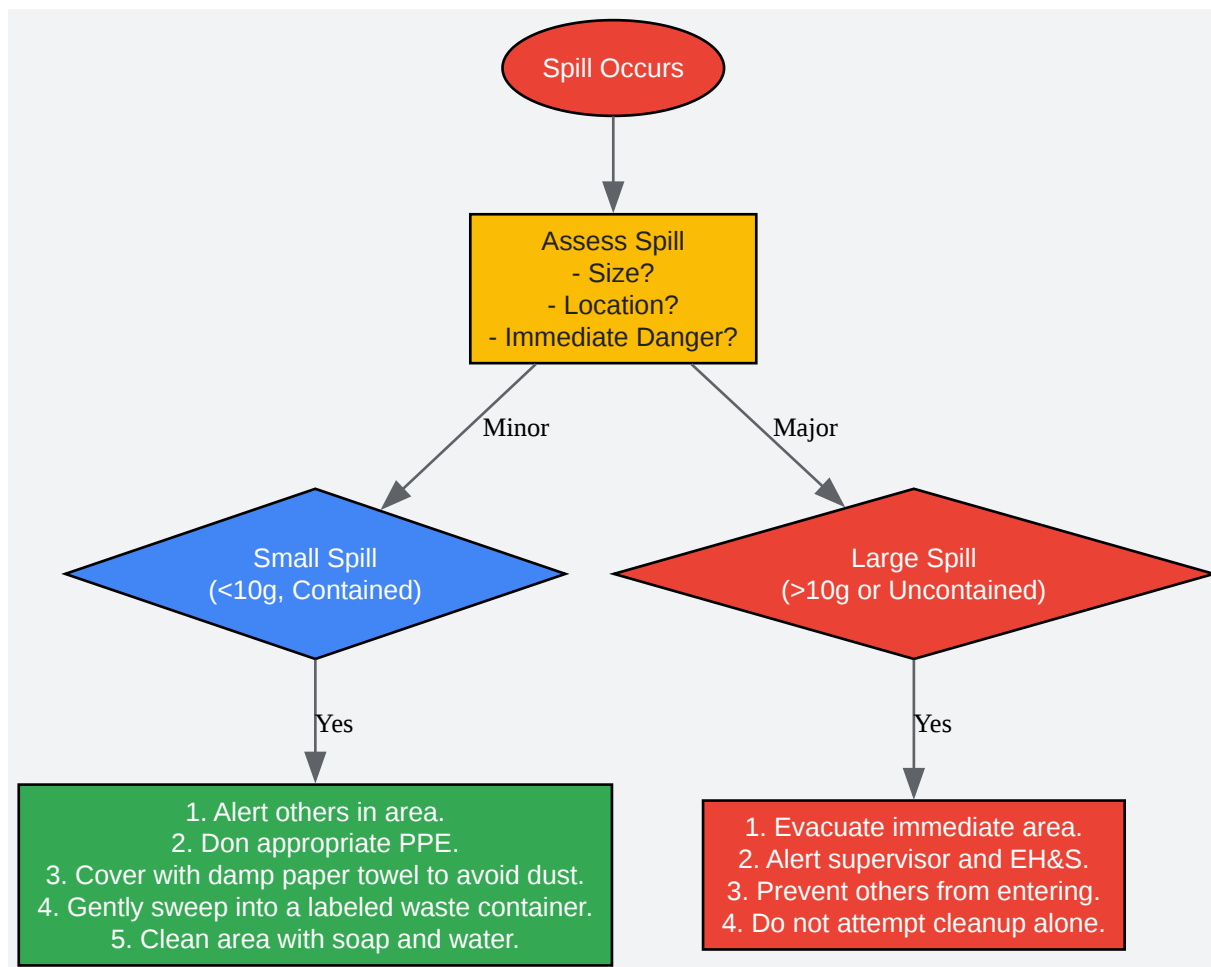 Spill Occurs
Assess Spill
- Size?
- Location?
- Immediate Danger?
Minor
Major
Small Spill
(<10g, Contained)
Large Spill
(>10g or Uncontained)
Yes
Yes
1. Alert others in area.
2. Don appropriate PPE.
3. Cover with damp paper towel to avoid dust.
4. Gently sweep into a labeled waste container.
5. Clean area with soap and water.
1. Evacuate immediate area.
2. Alert supervisor and EH&S.
3. Prevent others from entering.
4. Do not attempt cleanup alone.